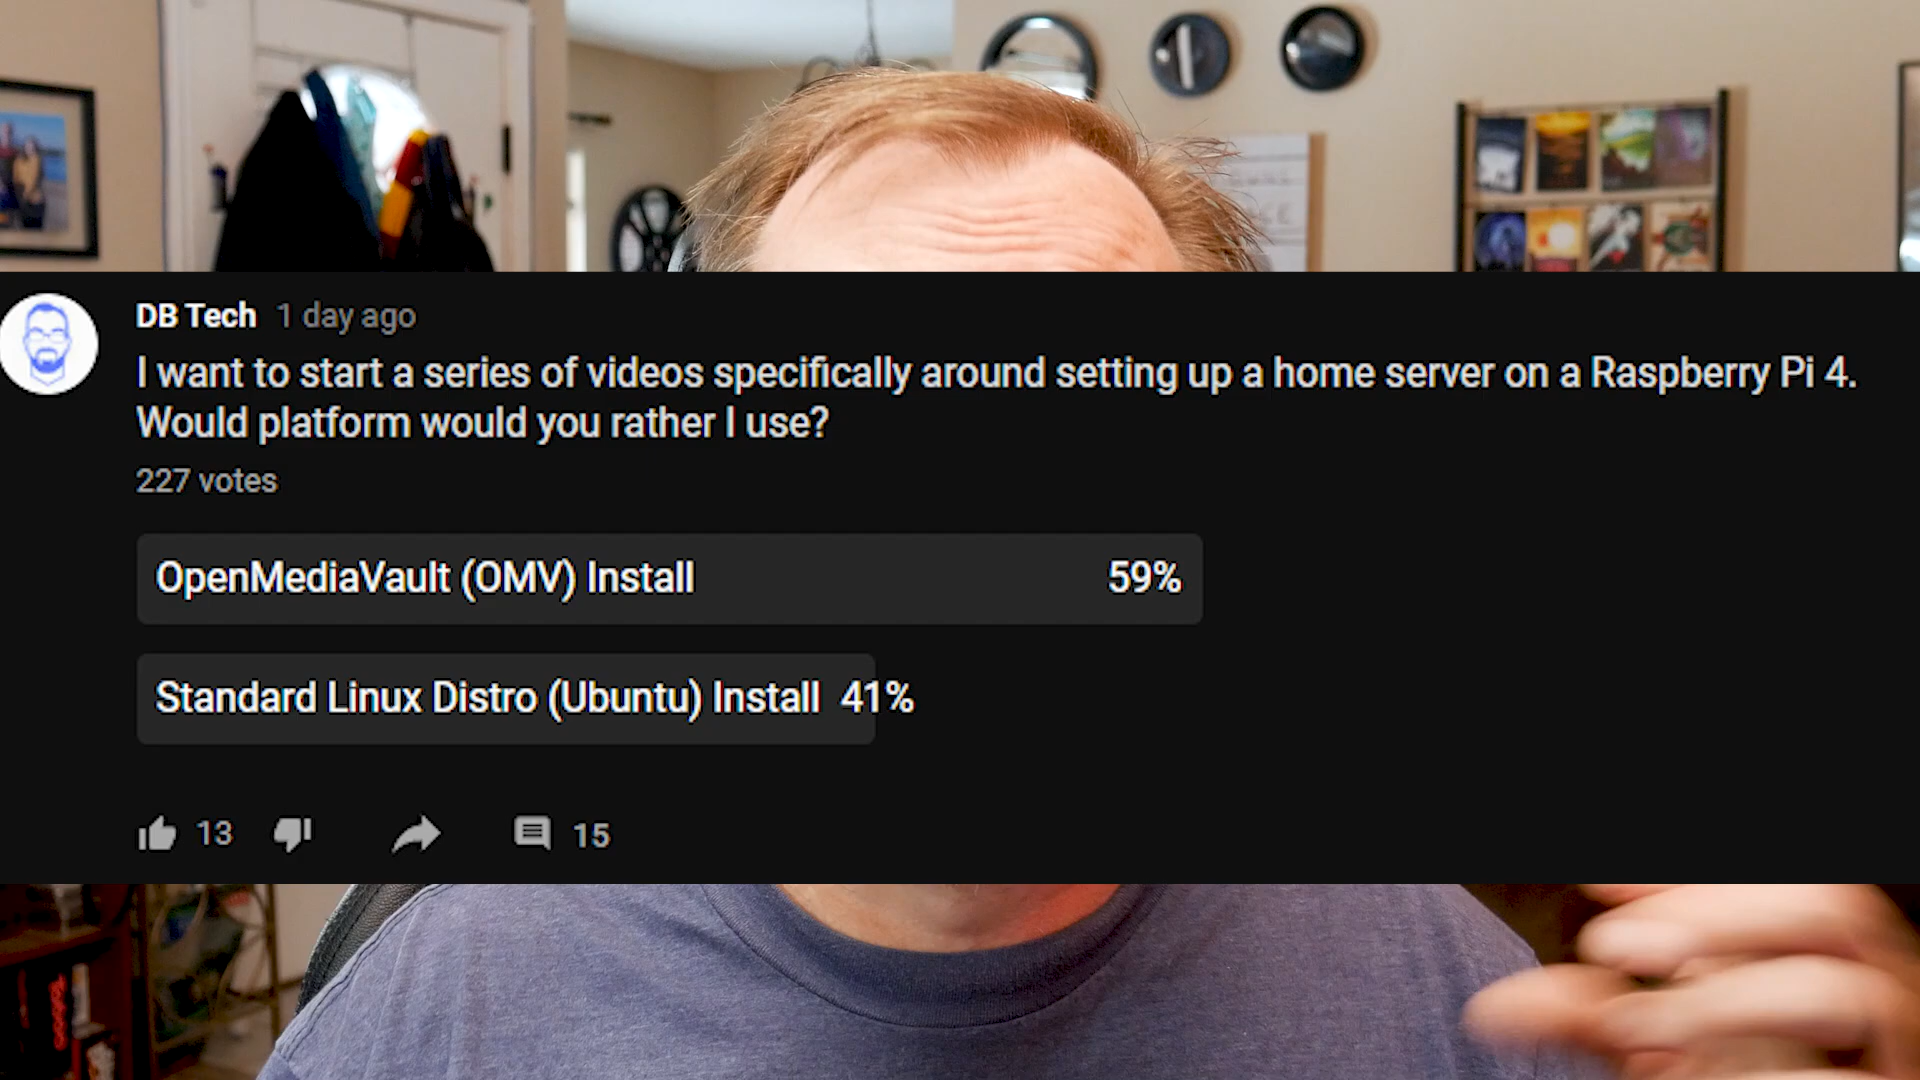 DB Tech 1 day ago
I want to start a series of videos specifically around setting up a home server on a Raspberry Pi 4.
Would platform would you rather I use?
227 votes
OpenMediaVault (OMV) Install 59%
Standard Linux Distro (Ubuntu) Install 41%
13 15
Taboo